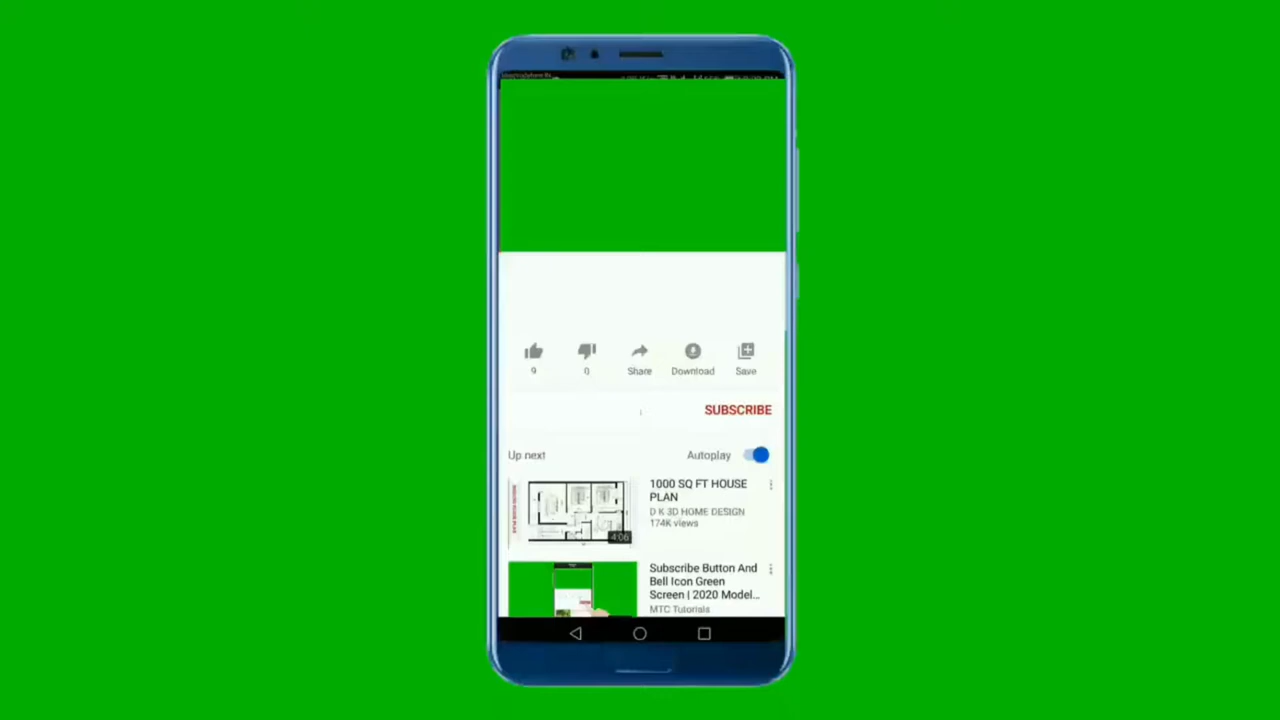 9
0
Share
Download
Save
SUBSCRIBE
Up next
Autoplay
1000 SQ FT HOUSE
PLAN
D K 3D HOME DESIGN
174K views
4:06
Subscribe Button And
Bell Icon Green
Screen | 2020 Model...
MTC Tutorials